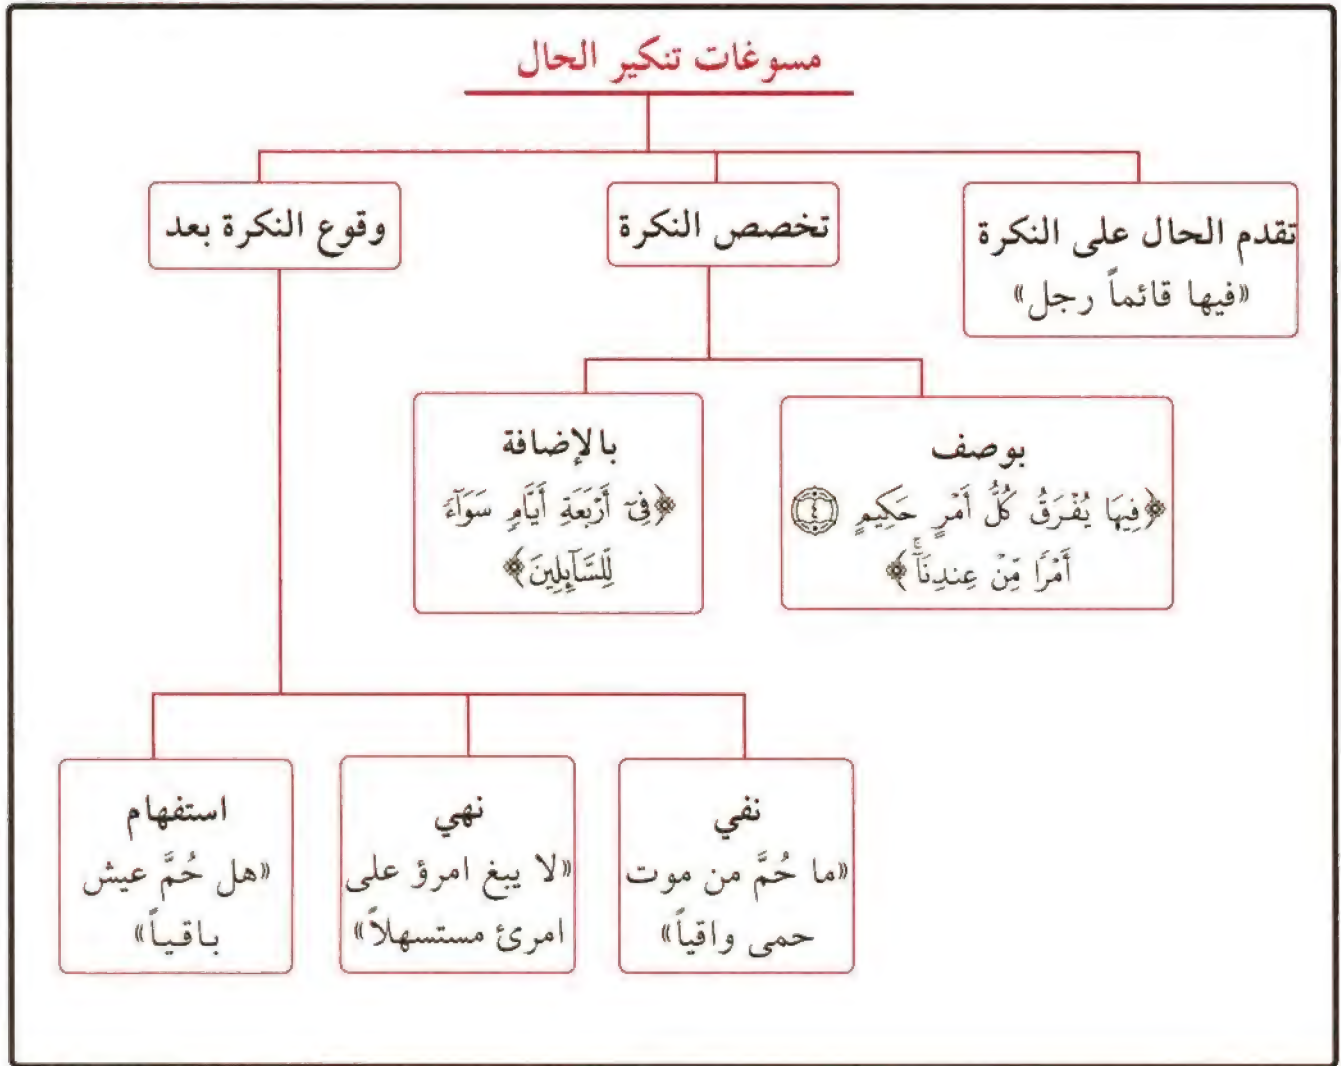 مسوغات تنكير الحال
تقدم الحال على النكرة
«فيها قائماً رجل»
تخصص النكرة
وقوع النكرة بعد
بوصف
﴿فِيهَا يُفْرَقُ كُلُّ أَمْرٍ حَكِيمٍ ٤
أَمْرًا مِّنْ عِندِنَآۚ﴾
بالإضافة
﴿فِىٓ أَرْبَعَةِ أَيَّامٍ سَوَآءً
لِّلسَّآئِلِينَ﴾
نفي
«ما حُمَّ من موت
حمى واقياً»
نهي
«لا يبغ امرؤ على
امرئ مستسهلاً»
استفهام
«هل حُمَّ عيش
باقياً»